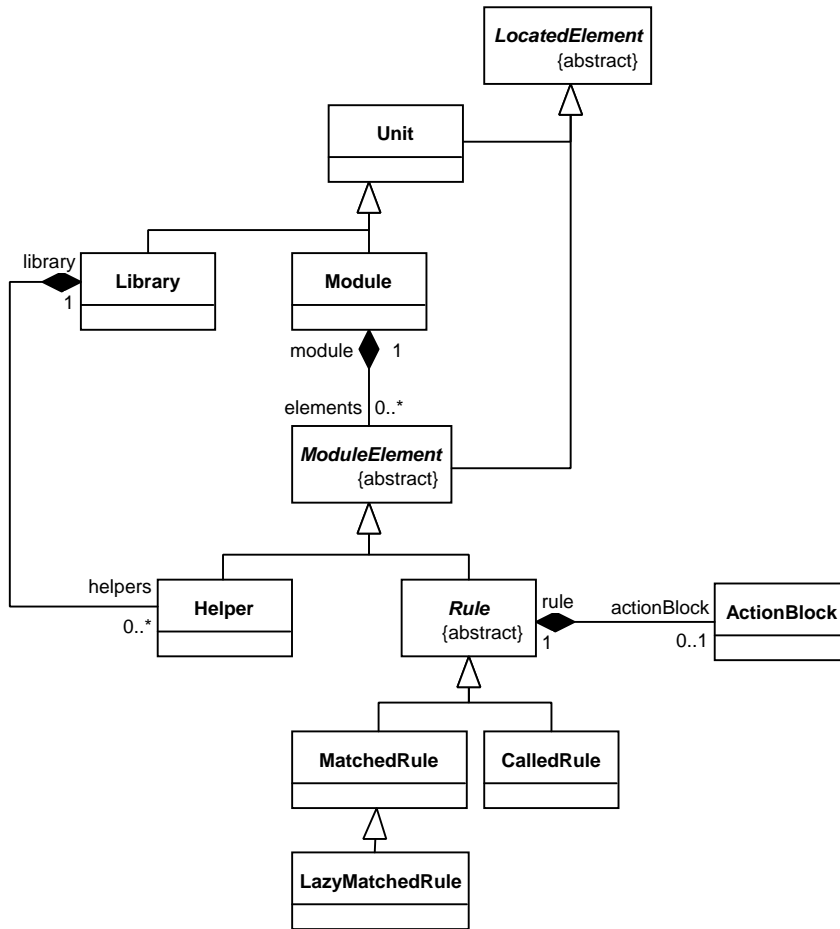 LocatedElement
{abstract}
Unit
library
Library
Module
1
module
1
elements
0..*
ModuleElement
{abstract}
helpers
Helper
0..*
Rule
{abstract}
rule
1
actionBlock
0..1
ActionBlock
MatchedRule
CalledRule
LazyMatchedRule